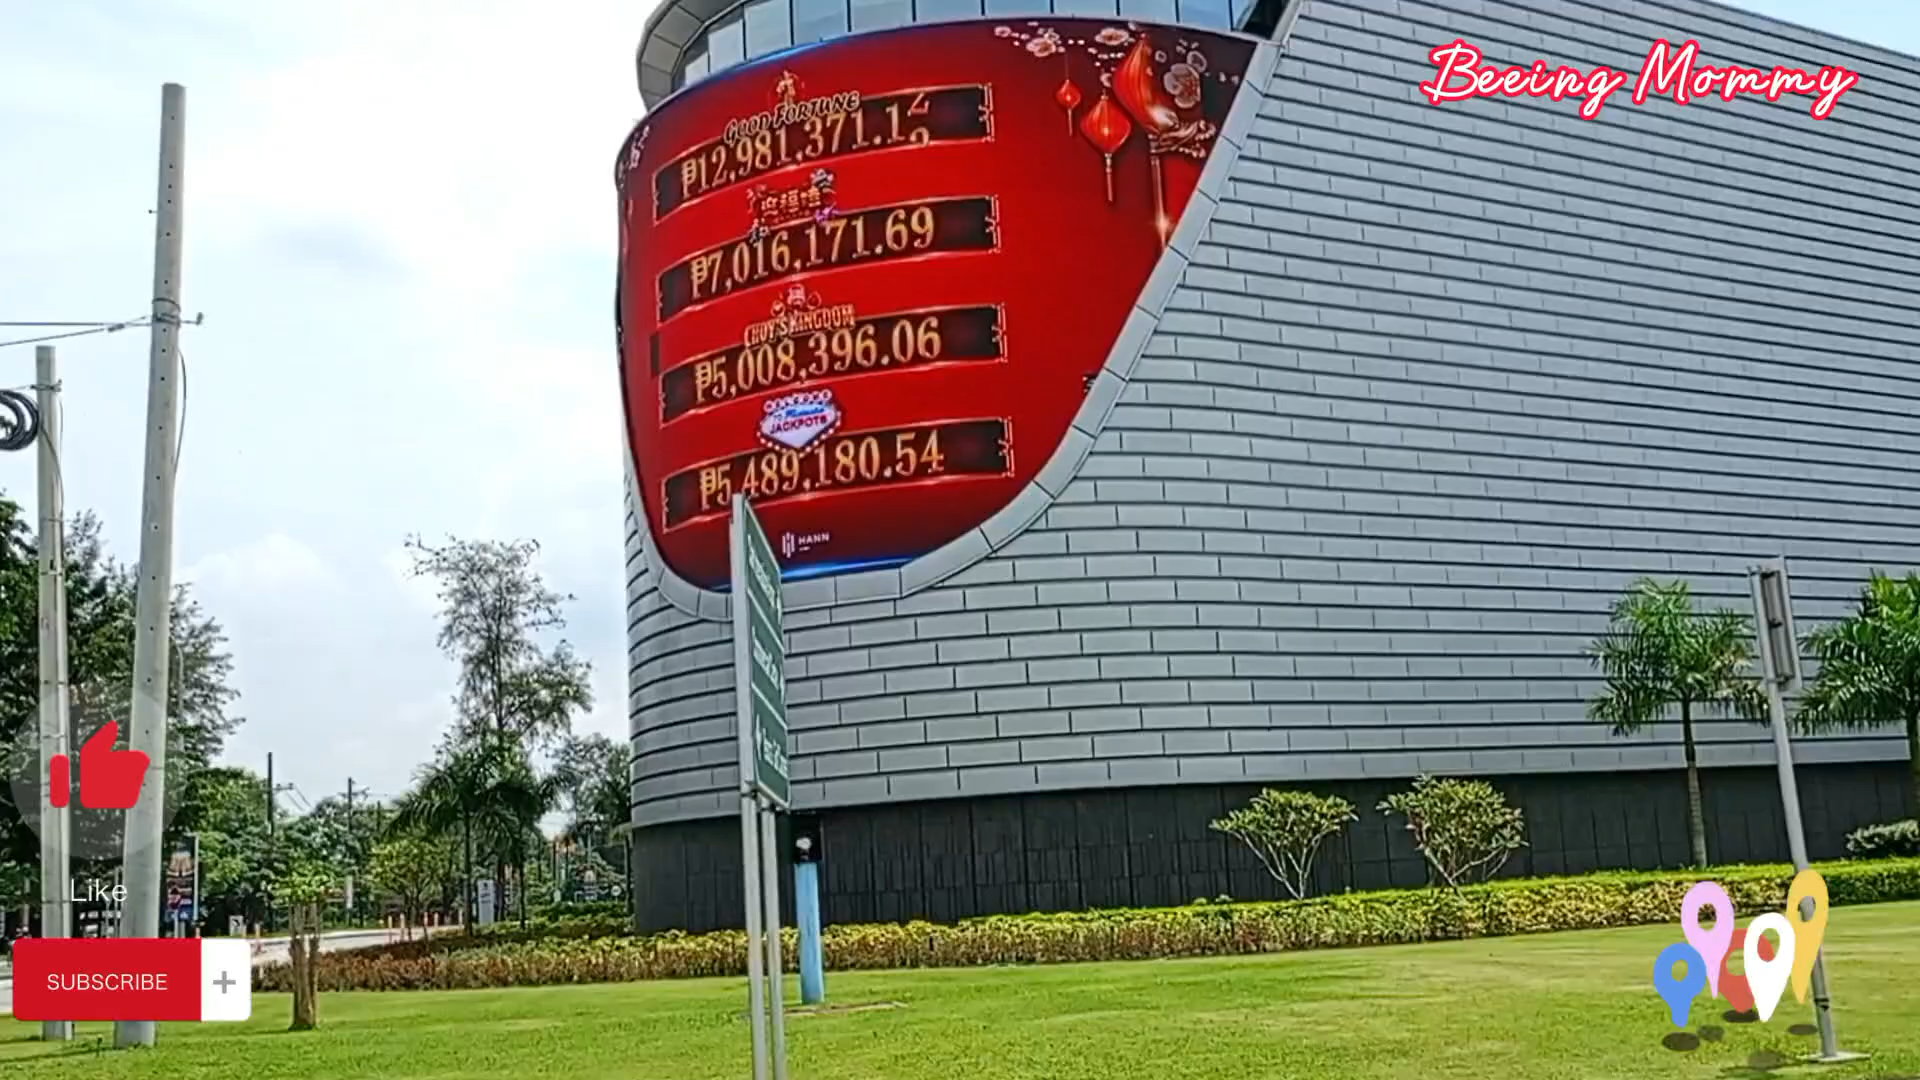 Beeing Mommy
GOOD FORTUNE
₱12,981,371.1
₱7,016,171.69
CHOY'S KINGDOM
₱5,008,396.06
WELCOME
JACKPOTS
₱5,489,180.54
HANN
Like
SUBSCRIBE +